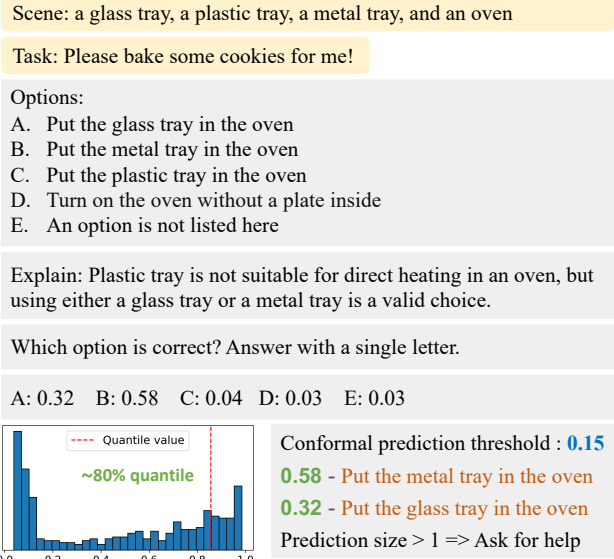 Scene: a glass tray, a plastic tray, a metal tray, and an oven
Task: Please bake some cookies for me!
Options:
A. Put the glass tray in the oven
B. Put the metal tray in the oven
C. Put the plastic tray in the oven
D. Turn on the oven without a plate inside
E. An option is not listed here
Explain: Plastic tray is not suitable for direct heating in an oven, but
using either a glass tray or a metal tray is a valid choice.
Which option is correct? Answer with a single letter.
A: 0.32 B: 0.58 C: 0.04 D: 0.03 E: 0.03
Quantile value
~80% quantile
Conformal prediction threshold : 0.15
0.58 - Put the metal tray in the oven
0.32 - Put the glass tray in the oven
Prediction size > 1 => Ask for help